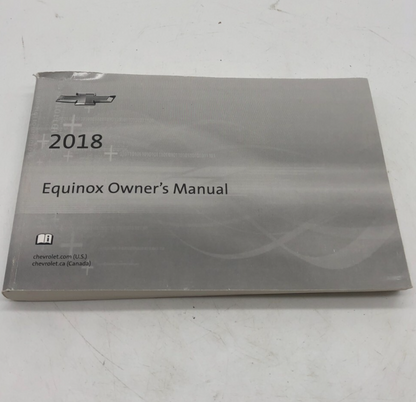 2018
Equinox Owner's Manual
chevrolet.com (U.S.)
chevrolet.ca (Canada)